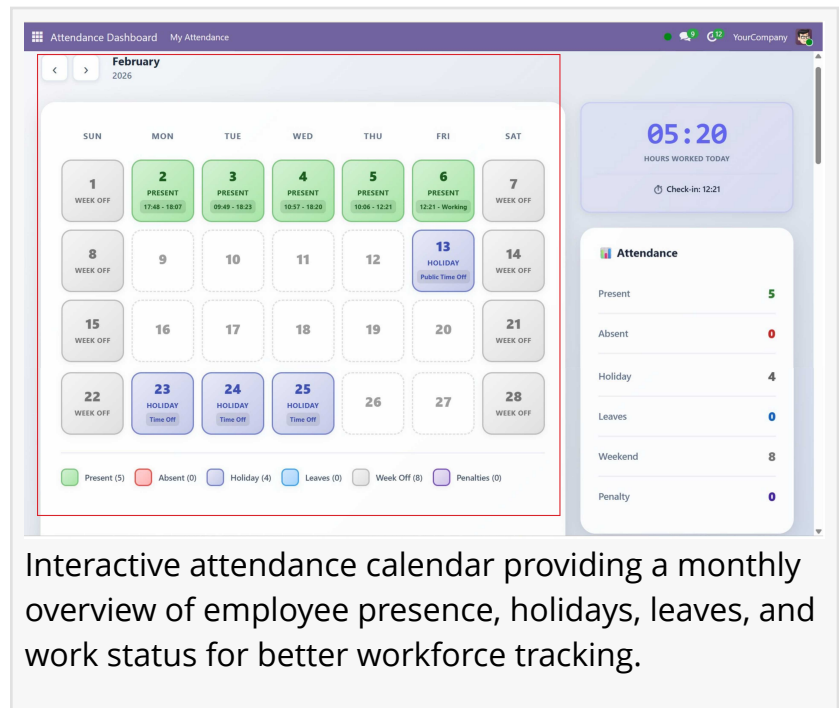 Attendance Dashboard My Attendance 9 12 YourCompany
February
2026
SUN MON TUE WED THU FRI SAT
1 2 3 4 5 6 7
WEEK OFF PRESENT PRESENT PRESENT PRESENT PRESENT WEEK OFF
17:48 - 18:07 09:49 - 18:23 10:57 - 18:20 10:06 - 12:21 12:21 - Working
8 9 10 11 12 13 14
WEEK OFF HOLIDAY WEEK OFF
Public Time Off
15 16 17 18 19 20 21
WEEK OFF WEEK OFF
22 23 24 25 26 27 28
WEEK OFF HOLIDAY HOLIDAY HOLIDAY WEEK OFF
Time Off Time Off Time Off
Present (5) Absent (0) Holiday (4) Leaves (0) Week Off (8) Penalties (0)
05:20
HOURS WORKED TODAY
Check-in: 12:21
Attendance
Present 5
Absent 0
Holiday 4
Leaves 0
Weekend 8
Penalty 0
Interactive attendance calendar providing a monthly
overview of employee presence, holidays, leaves, and
work status for better workforce tracking.